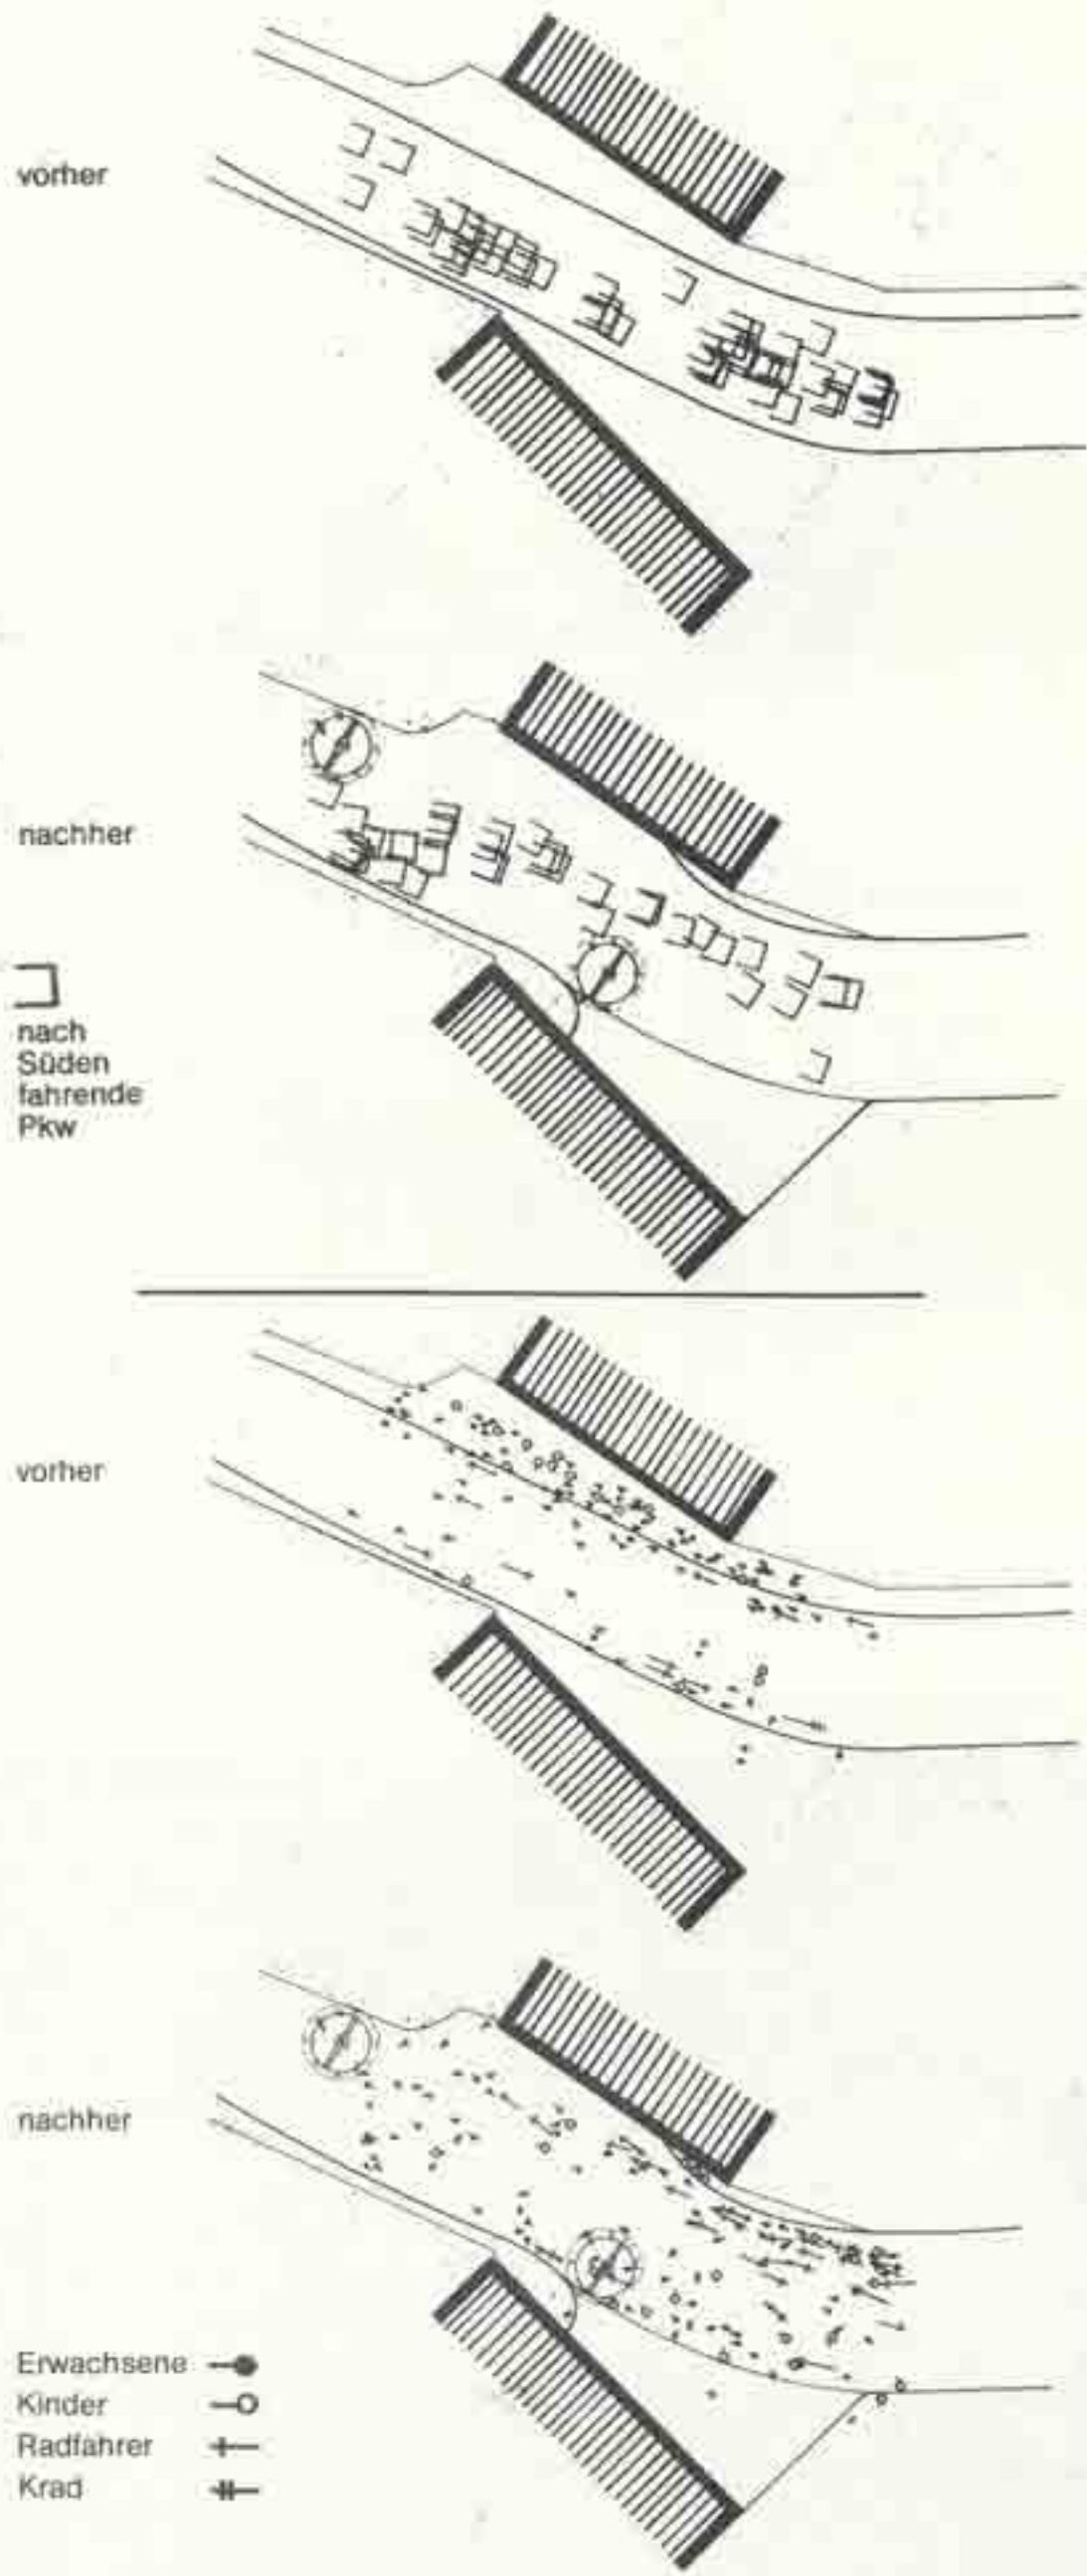 vorher
nachher
nach
Süden
fahrende
Pkw
vorher
nachher
Erwachsene
Kinder
Radfahrer
Krad